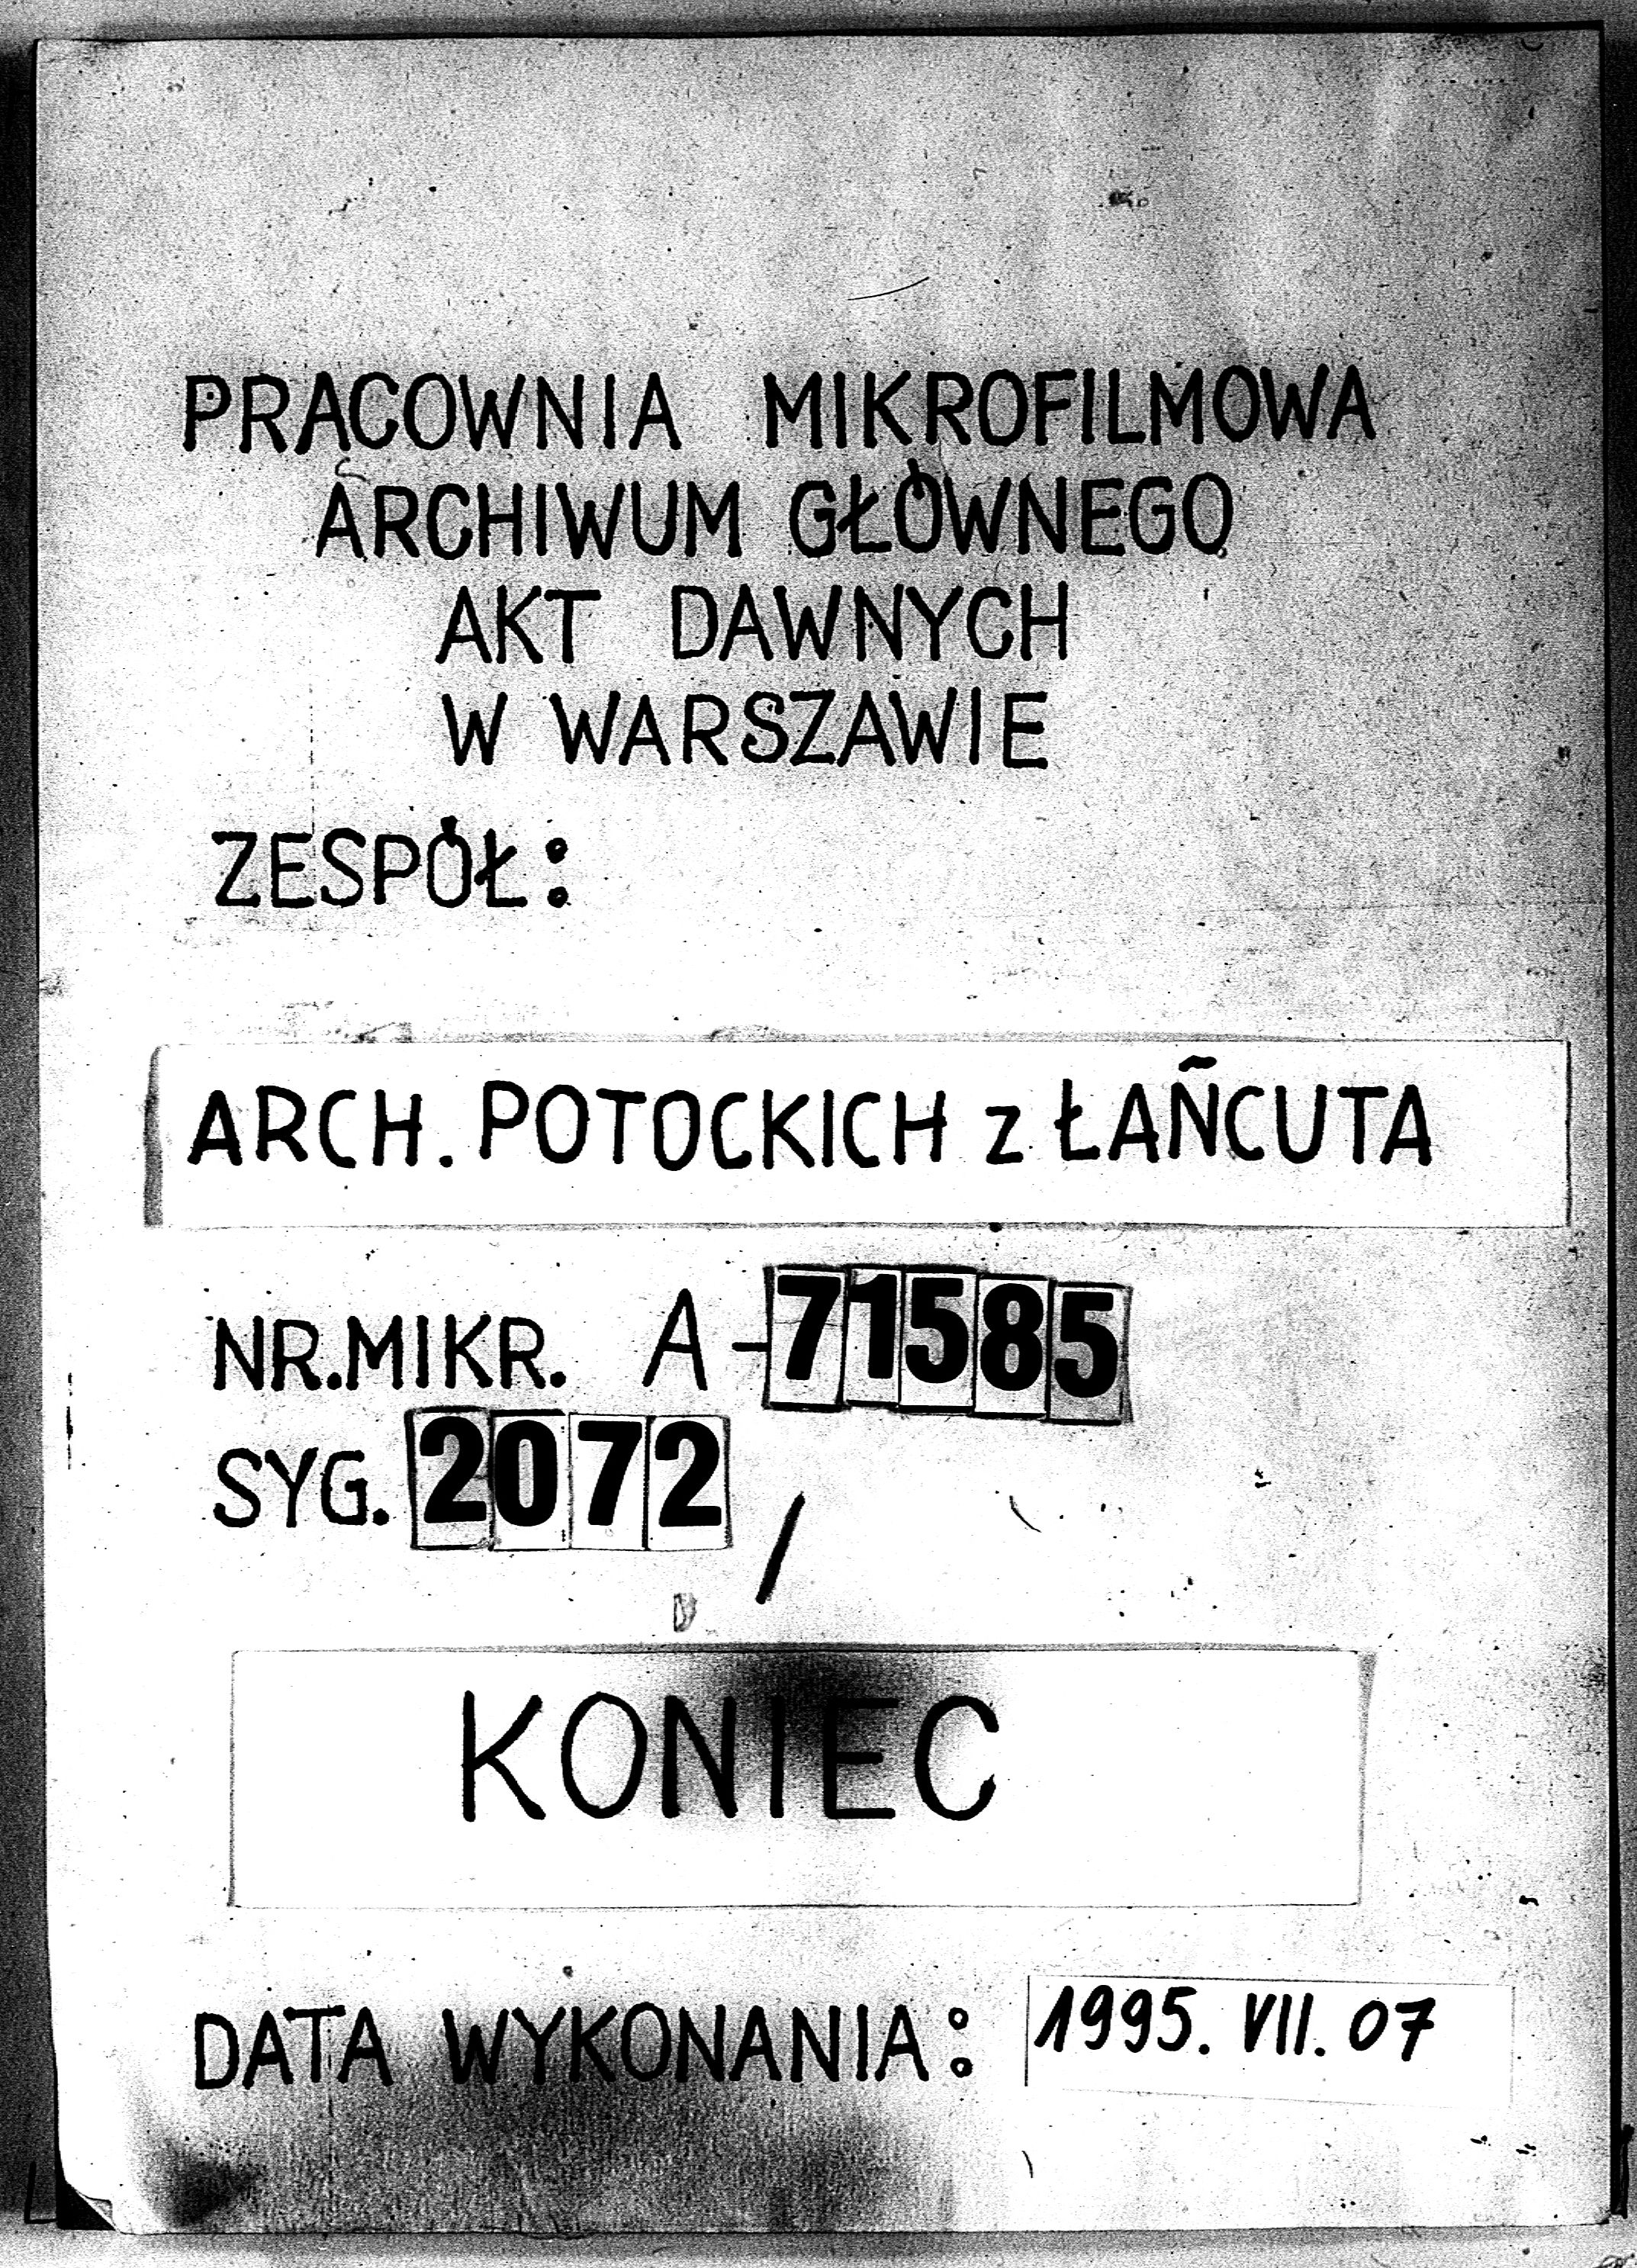 PRACOWNIA MIKROFILMOWA
ARCHIWUM GŁÓWNEGO
AKT DAWNYCH
W WARSZAWIE
ZESPÓŁ:
ARCH. POTOCKICH z ŁAŃCUTA
NR.MIKR. A-71585
SYG. 2072 /
KONIEC
DATA WYKONANIA: 1995. VII. 07